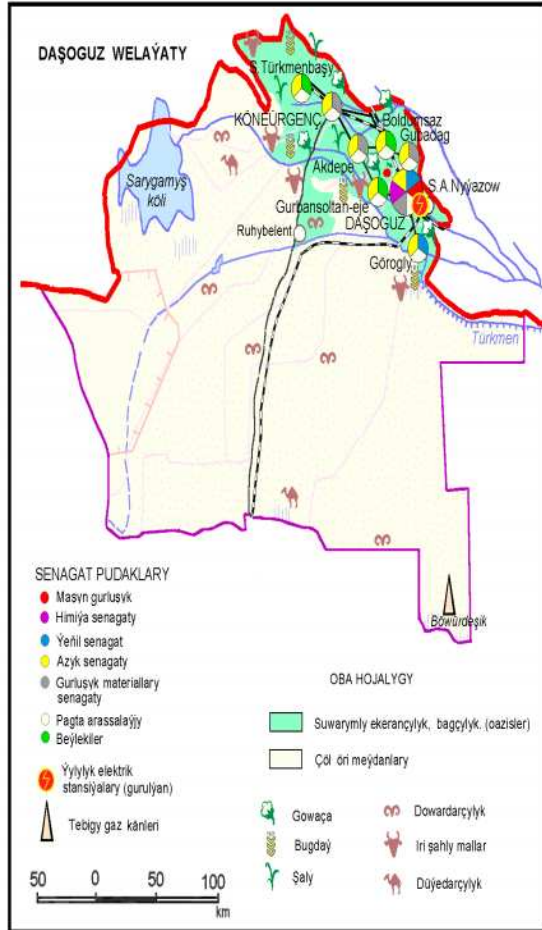 DAŞOGUZ WELAÝATY
S.Türkmenbaşy
KÖNEÜRGENÇ
Boldumsaz
Gubadag
Akdepe
Sarygamyş
köli
S.A.Nyýazow
Gurbansoltan-eje
DAŞOGUZ
Ruhybelent
Görogly
Türkmen
Böwürdeşik
SENAGAT PUDAKLARY
Maşyn gurluşyk
Himiýa senagaty
Ýeňil senagat
Azyk senagaty
Gurluşyk materiallary
senagaty
Pagta arassalaýjy
Beýlekiler
Ýylylyk elektrik
stansiýalary (gurulýan)
Tebigy gaz känleri
50 0 50 100
km
OBA HOJALYGY
Suwarymly ekerançylyk, bagçylyk. (oazisler)
Çöl öri meýdanlary
Gowaça
Bugdaý
Şaly
Dowardarçylyk
Iri şahly mallar
Düýedarçylyk